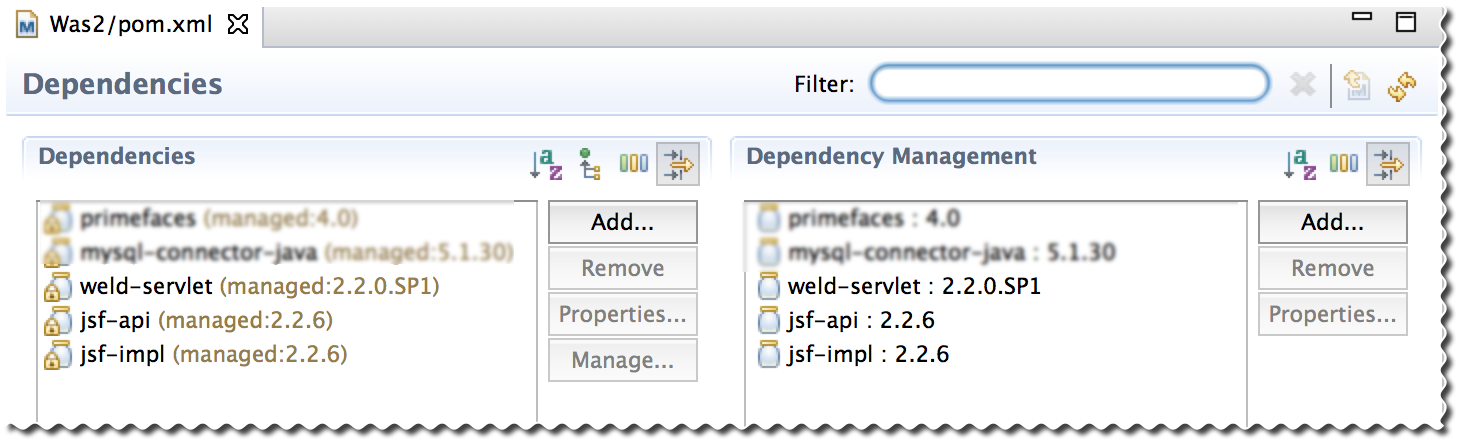 Was2/pom.xml
Dependencies
Filter:
Dependencies
primefaces (managed:4.0)
mysql-connector-java (managed:5.1.30)
weld-servlet (managed:2.2.0.SP1)
jsf-api (managed:2.2.6)
jsf-impl (managed:2.2.6)
Add...
Remove
Properties...
Manage...
Dependency Management
primefaces : 4.0
mysql-connector-java : 5.1.30
weld-servlet : 2.2.0.SP1
jsf-api : 2.2.6
jsf-impl : 2.2.6
Add...
Remove
Properties...